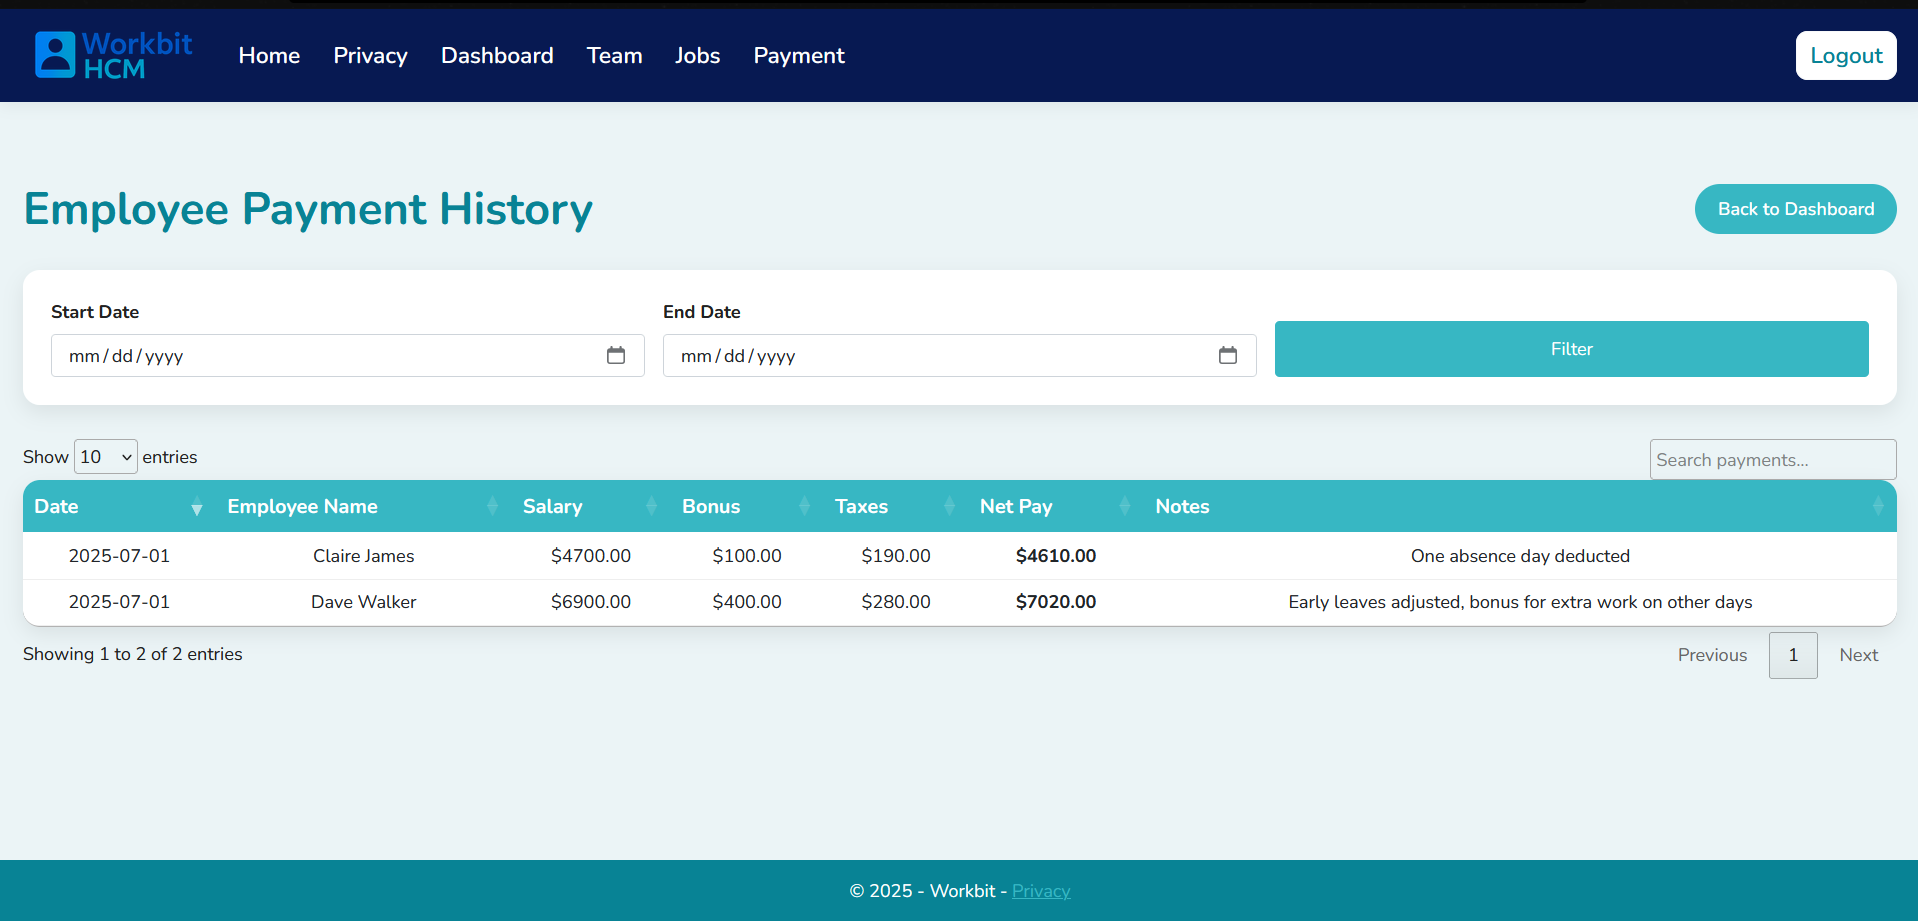 Workbit
HCM
Home Privacy Dashboard Team Jobs Payment Logout
Employee Payment History
Back to Dashboard
Start Date End Date
mm/dd/yyyy mm/dd/yyyy Filter
Show 10 entries Search payments...
Date Employee Name Salary Bonus Taxes Net Pay Notes
2025-07-01 Claire James $4700.00 $100.00 $190.00 $4610.00 One absence day deducted
2025-07-01 Dave Walker $6900.00 $400.00 $280.00 $7020.00 Early leaves adjusted, bonus for extra work on other days
Showing 1 to 2 of 2 entries Previous 1 Next
© 2025 - Workbit - Privacy